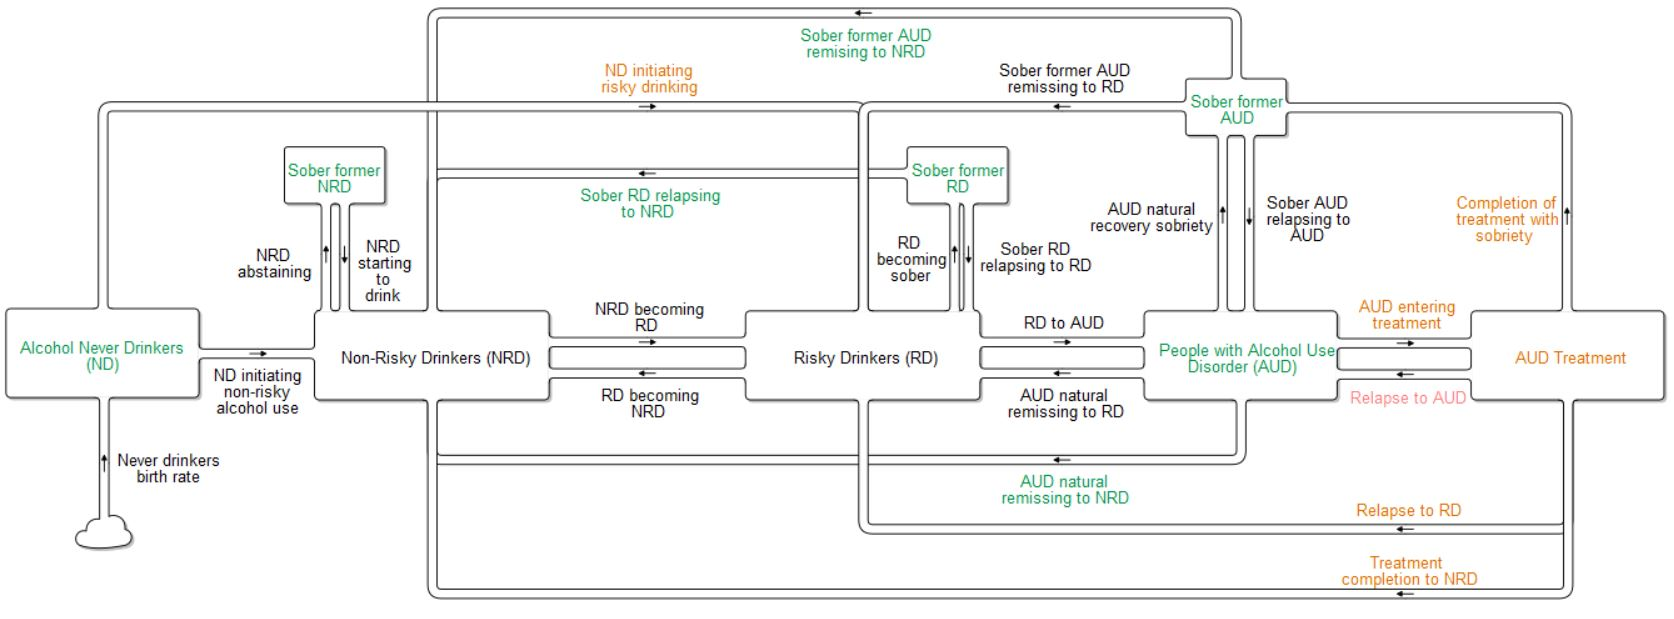 Sober former AUD
remising to NRD
ND initiating
risky drinking
Sober former AUD
remissing to RD
Sober former
AUD
Sober former
NRD
Sober former
RD
Sober RD relapsing
to NRD
AUD natural
recovery sobriety
Sober AUD
relapsing to
AUD
Completion of
treatment with
sobriety
NRD
abstaining
NRD
starting
to
drink
RD
becoming
sober
Sober RD
relapsing to RD
Alcohol Never Drinkers
(ND)
ND initiating
non-risky
alcohol use
Non-Risky Drinkers (NRD)
NRD becoming
RD
RD becoming
NRD
Risky Drinkers (RD)
RD to AUD
AUD natural
remissing to RD
People with Alcohol Use
Disorder (AUD)
AUD entering
treatment
Relapse to AUD
AUD Treatment
Never drinkers
birth rate
AUD natural
remissing to NRD
Relapse to RD
Treatment
completion to NRD